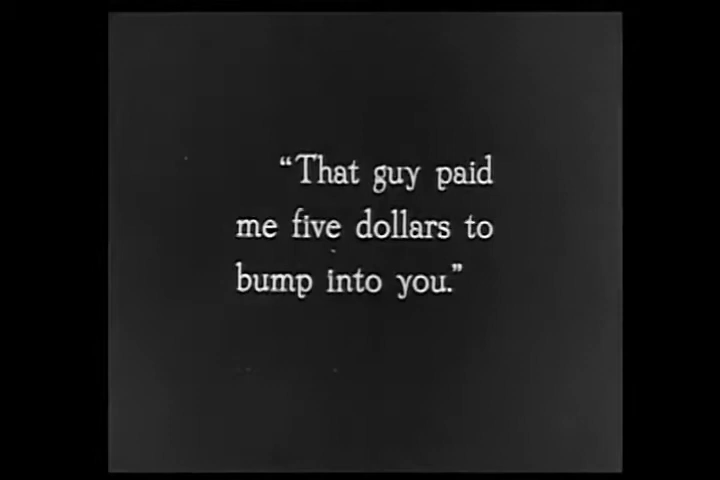 “That guy paid
me five dollars to
bump into you.”